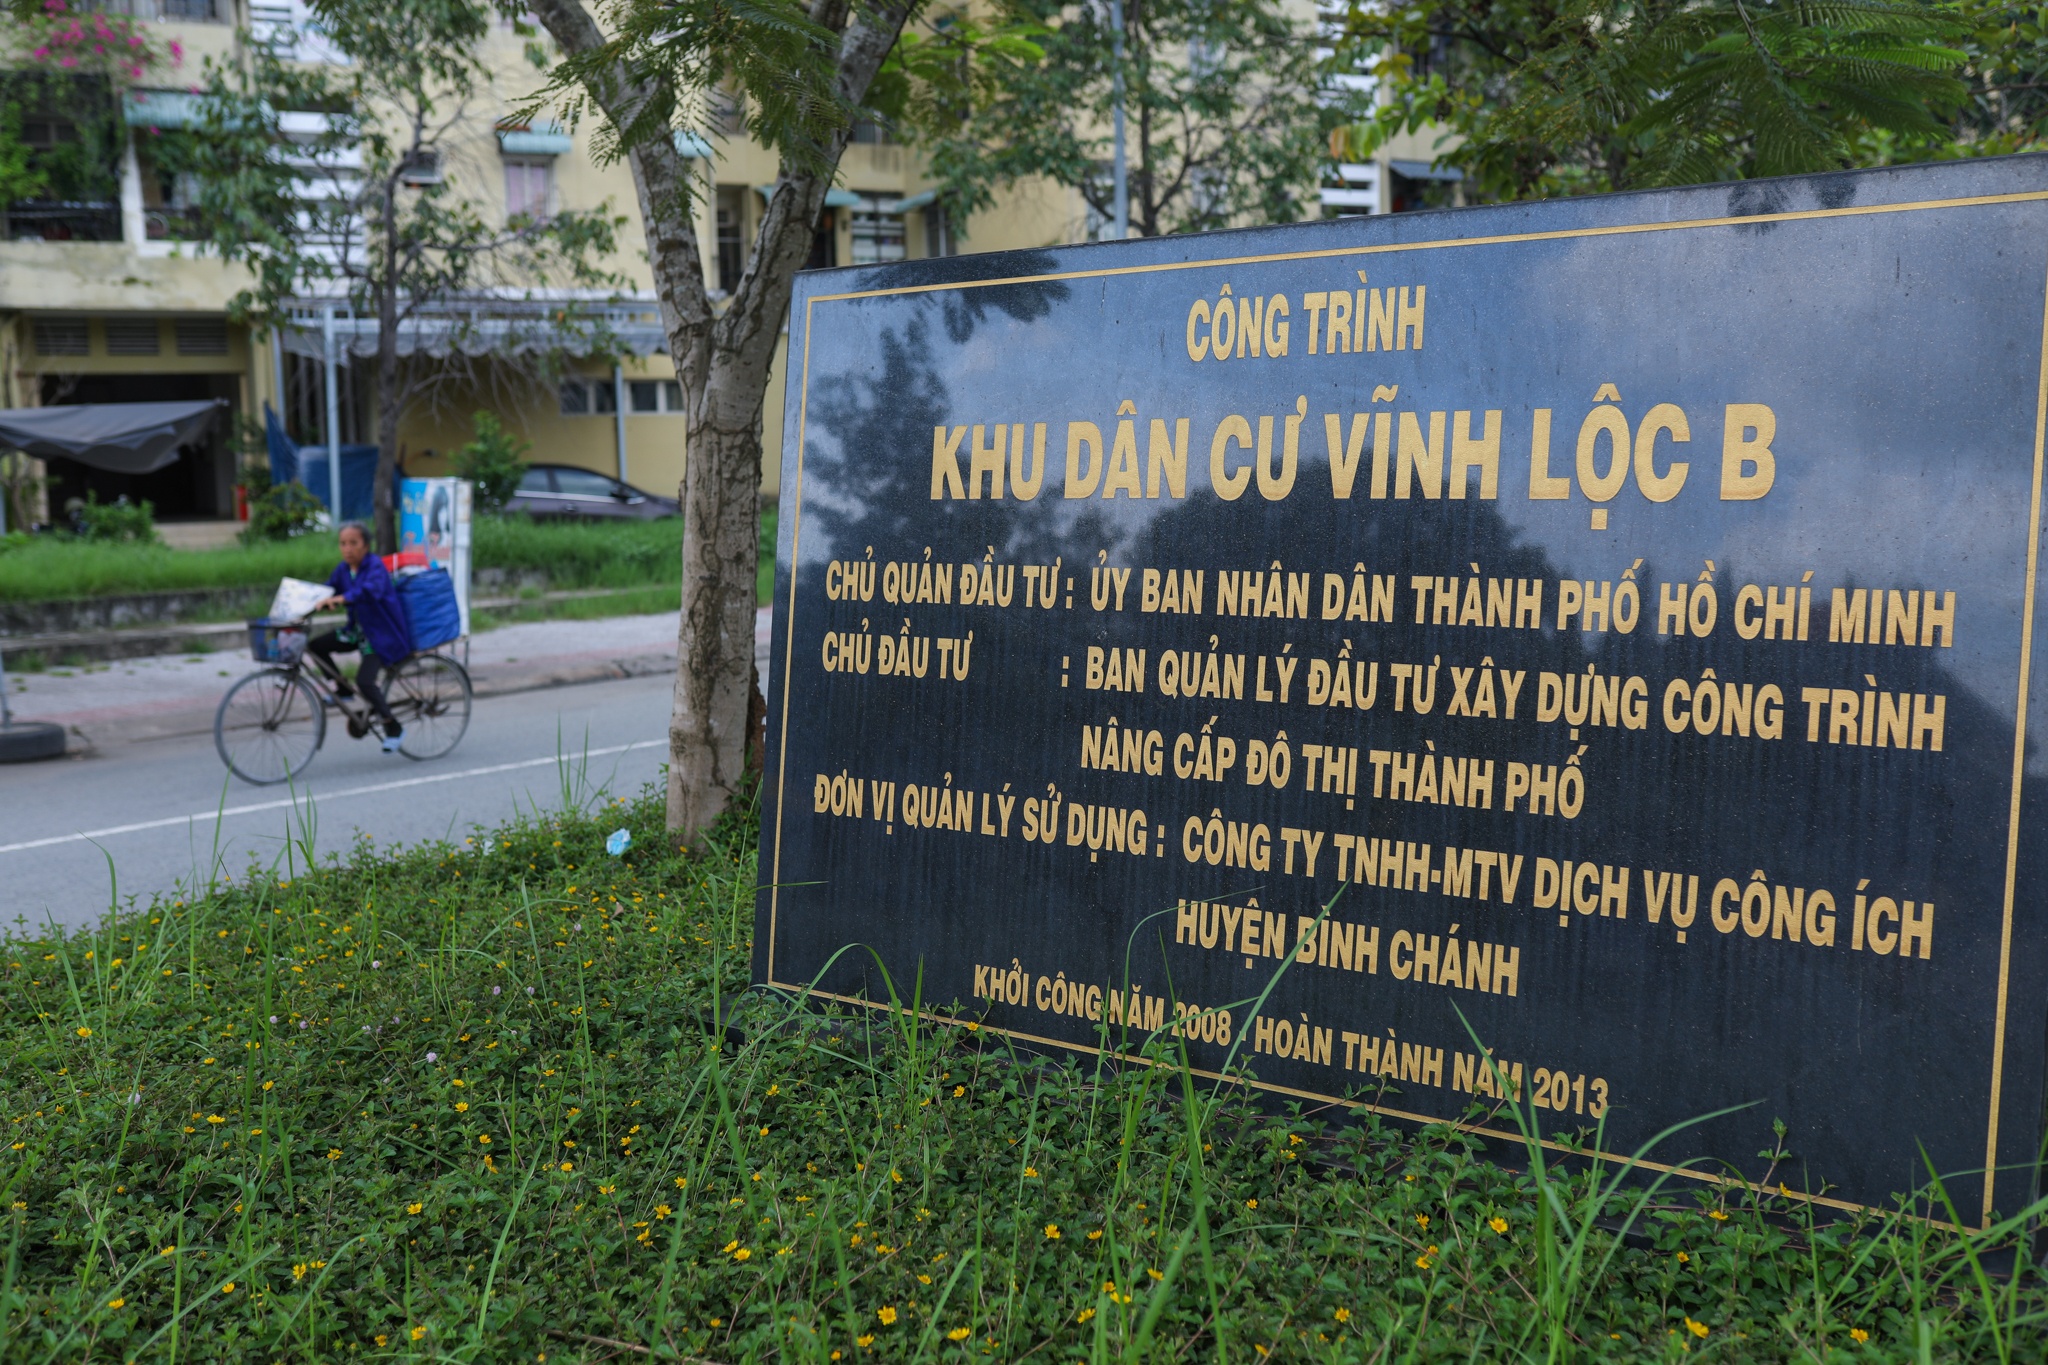 CÔNG TRÌNH
KHU DÂN CƯ VĨNH LỘC B
CHỦ QUẢN ĐẦU TƯ : ỦY BAN NHÂN DÂN THÀNH PHỐ HỒ CHÍ MINH
CHỦ ĐẦU TƯ : BAN QUẢN LÝ ĐẦU TƯ XÂY DỰNG CÔNG TRÌNH
NÂNG CẤP ĐÔ THỊ THÀNH PHỐ
ĐƠN VỊ QUẢN LÝ SỬ DỤNG : CÔNG TY TNHH-MTV DỊCH VỤ CÔNG ÍCH
HUYỆN BÌNH CHÁNH
KHỞI CÔNG NĂM 2008 - HOÀN THÀNH NĂM 2013